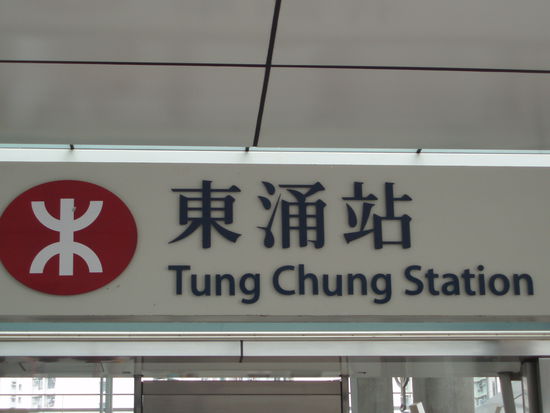 東涌站
Tung Chung Station